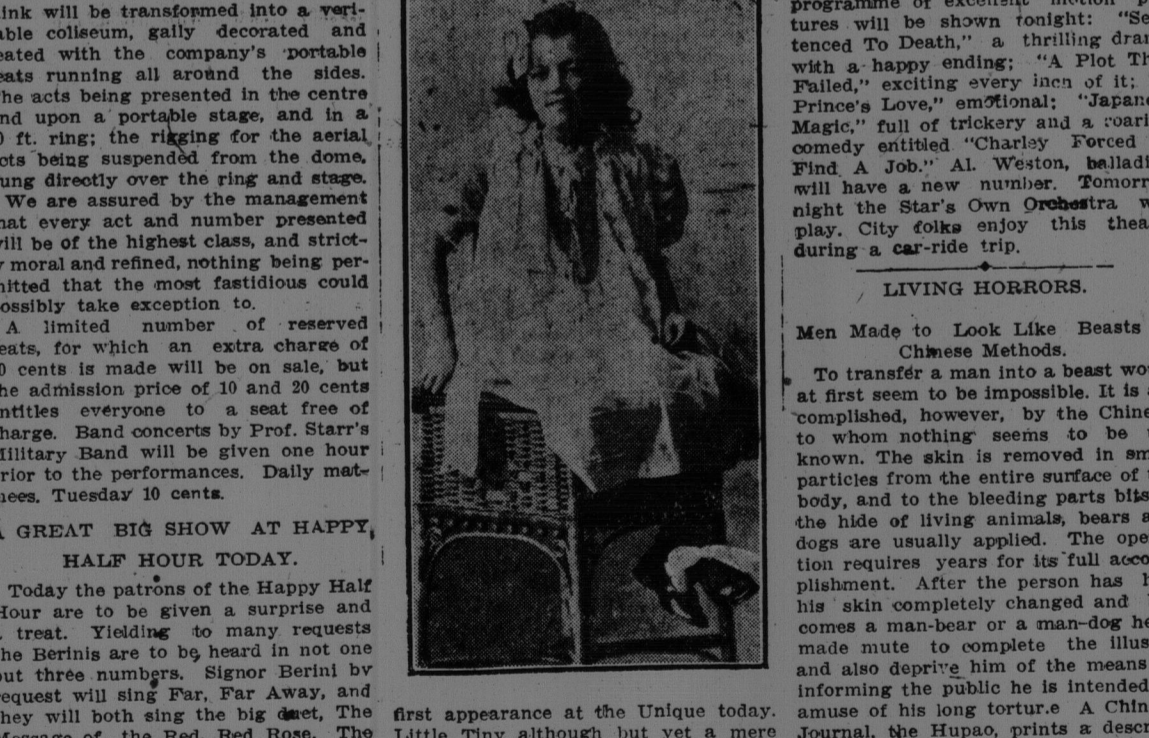 ink will be transformed into a veri-
able coliseum, gaily decorated and
eated with the company's portable
eats running all around the sides.
he acts being presented in the centre
nd upon a portable stage, and in a
0 ft. ring; the rigging for the aerial
cts being suspended from the dome,
ung directly over the ring and stage.
We are assured by the management
hat every act and number presented
ill be of the highest class, and strict-
y moral and refined, nothing being per-
mitted that the most fastidious could
ossibly take exception to.
A limited number of reserved
eats, for which an extra charge of
0 cents is made will be on sale, but
he admission price of 10 and 20 cents
ntitles everyone to a seat free of
harge. Band concerts by Prof. Starr's
Military Band will be given one hour
rior to the performances. Daily mat-
nees. Tuesday 10 cents.
A GREAT BIG SHOW AT HAPPY
HALF HOUR TODAY.
Today the patrons of the Happy Half
Hour are to be given a surprise and
a treat. Yielding to many requests
he Berinis are to be heard in not one
but three numbers. Signor Berini by
request will sing Far, Far Away, and
they will both sing the big duet, The
Message of the Red Red Rose. The
first appearance at the Unique today.
Little Tiny although but yet a mere
programme of excellent motion p
tures will be shown tonight: "Se
tenced To Death," a thrilling dra
with a happy ending; "A Plot Th
Failed," exciting every inch of it;
Prince's Love," emotional; "Japan
Magic," full of trickery and a roari
comedy entitled "Charley Forced
Find A Job." Al. Weston, balladi
will have a new number. Tomorr
night the Star's Own Orchestra w
play. City folks enjoy this thea
during a car-ride trip.
LIVING HORRORS.
Men Made to Look Like Beasts
Chinese Methods.
To transfer a man into a beast wo
at first seem to be impossible. It is a
complished, however, by the Chine
to whom nothing seems to be
known. The skin is removed in sm
particles from the entire surface of t
body, and to the bleeding parts bits
the hide of living animals, bears a
dogs are usually applied. The ope
tion requires years for its full acco
plishment. After the person has h
his skin completely changed and
comes a man-bear or a man-dog he
made mute to complete the illus
and also deprive him of the means
informing the public he is intended
amuse of his long tortur.e A Chin
Journal, the Hupao, prints a descr